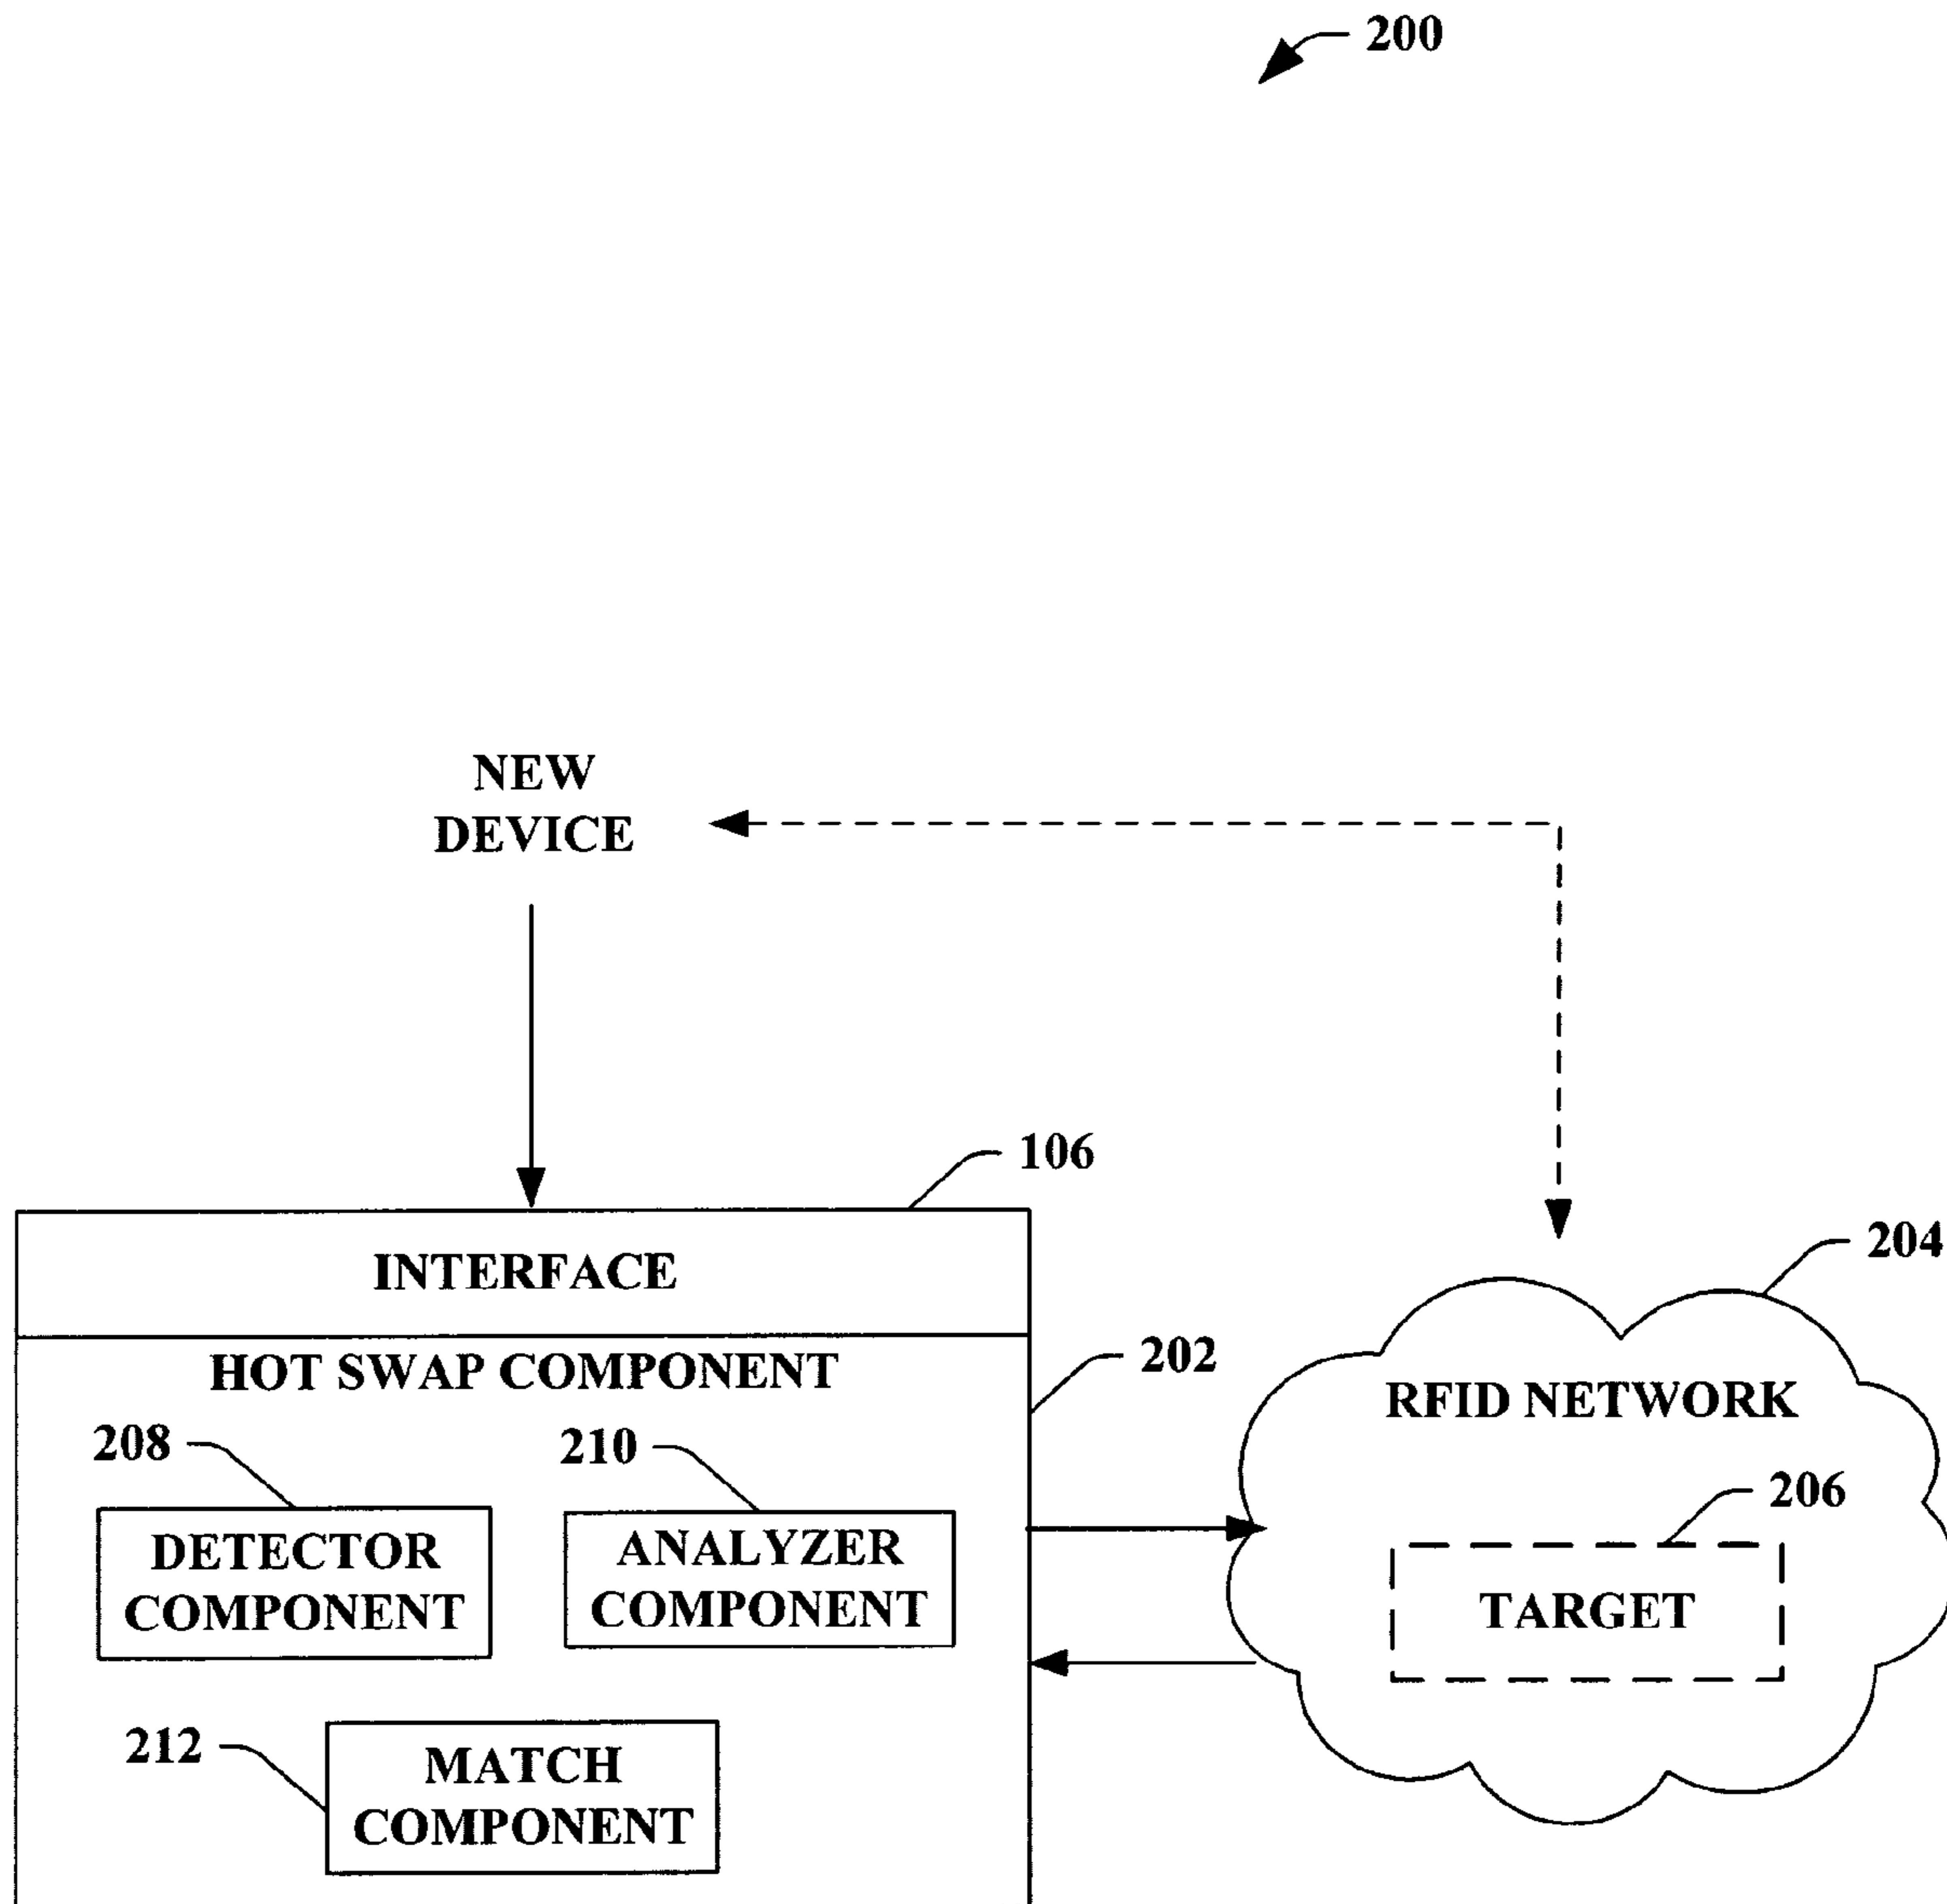 200
NEW
DEVICE
106
INTERFACE
204
202
HOT SWAP COMPONENT
RFID NETWORK
208
210
206
DETECTOR
COMPONENT
ANALYZER
COMPONENT
TARGET
212
MATCH
COMPONENT